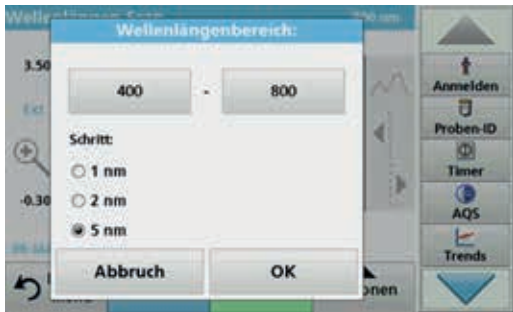 Wellenlängenbereich:
400 - 800
Schritt:
1 nm
2 nm
5 nm
Abbruch
OK
3.50
-0.30
Anmelden
Proben-ID
Timer
AQS
Trends